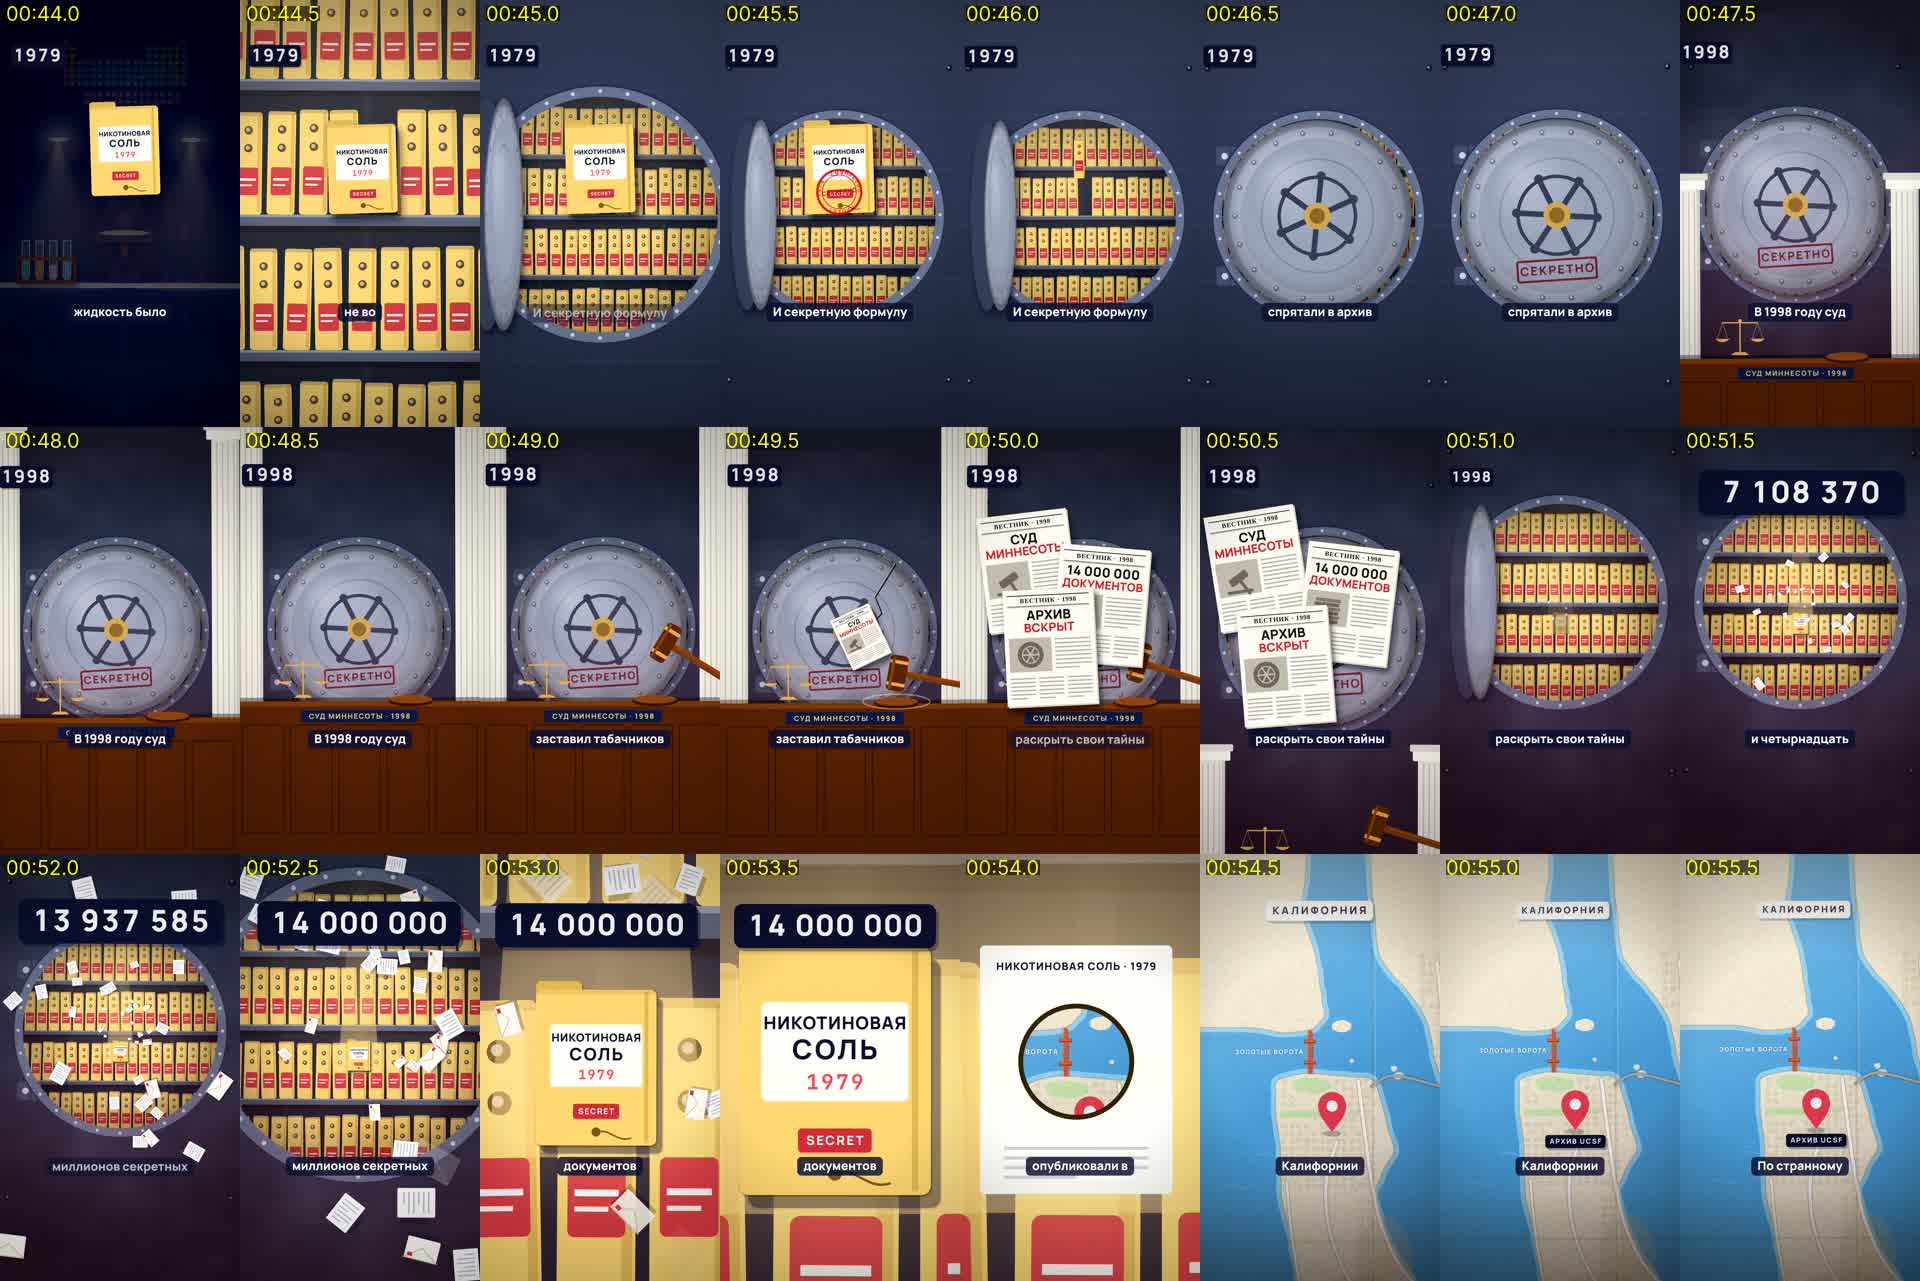 00:44.0
1979
НИКОТИНОВАЯ
СОЛЬ
1979
SECRET
жидкость было
00:44.5
1979
НИКОТИНОВАЯ
СОЛЬ
1979
SECRET
не во
00:45.0
1979
НИКОТИНОВАЯ
СОЛЬ
1979
SECRET
И секретную формулу
00:45.5
1979
НИКОТИНОВАЯ
СОЛЬ
1979
SECRET
И секретную формулу
00:46.0
1979
И секретную формулу
00:46.5
1979
спрятали в архив
00:47.0
1979
СЕКРЕТНО
спрятали в архив
00:47.5
1998
СЕКРЕТНО
В 1998 году суд
СУД МИННЕСОТЫ · 1998
00:48.0
1998
СЕКРЕТНО
В 1998 году суд
00:48.5
1998
СЕКРЕТНО
СУД МИННЕСОТЫ · 1998
В 1998 году суд
00:49.0
1998
СЕКРЕТНО
СУД МИННЕСОТЫ · 1998
заставил табачников
00:49.5
1998
СУД
МИННЕСОТЫ
СЕКРЕТНО
СУД МИННЕСОТЫ · 1998
заставил табачников
00:50.0
1998
ВЕСТНИК · 1998
СУД
МИННЕСОТЫ
ВЕСТНИК · 1998
14 000 000
ДОКУМЕНТОВ
ВЕСТНИК · 1998
АРХИВ
ВСКРЫТ
СУД МИННЕСОТЫ · 1998
раскрыть свои тайны
00:50.5
1998
ВЕСТНИК · 1998
СУД
МИННЕСОТЫ
ВЕСТНИК · 1998
14 000 000
ДОКУМЕНТОВ
ВЕСТНИК · 1998
АРХИВ
ВСКРЫТ
раскрыть свои тайны
00:51.0
1998
раскрыть свои тайны
00:51.5
7 108 370
и четырнадцать
00:52.0
13 937 585
миллионов секретных
00:52.5
14 000 000
миллионов секретных
00:53.0
14 000 000
НИКОТИНОВАЯ
СОЛЬ
1979
SECRET
документов
00:53.5
14 000 000
НИКОТИНОВАЯ
СОЛЬ
1979
SECRET
документов
00:54.0
НИКОТИНОВАЯ СОЛЬ · 1979
ВОРОТА
опубликовали в
00:54.5
КАЛИФОРНИЯ
ЗОЛОТЫЕ ВОРОТА
Калифорнии
00:55.0
КАЛИФОРНИЯ
ЗОЛОТЫЕ ВОРОТА
АРХИВ UCSF
Калифорнии
00:55.5
КАЛИФОРНИЯ
ЗОЛОТЫЕ ВОРОТА
АРХИВ UCSF
По странному